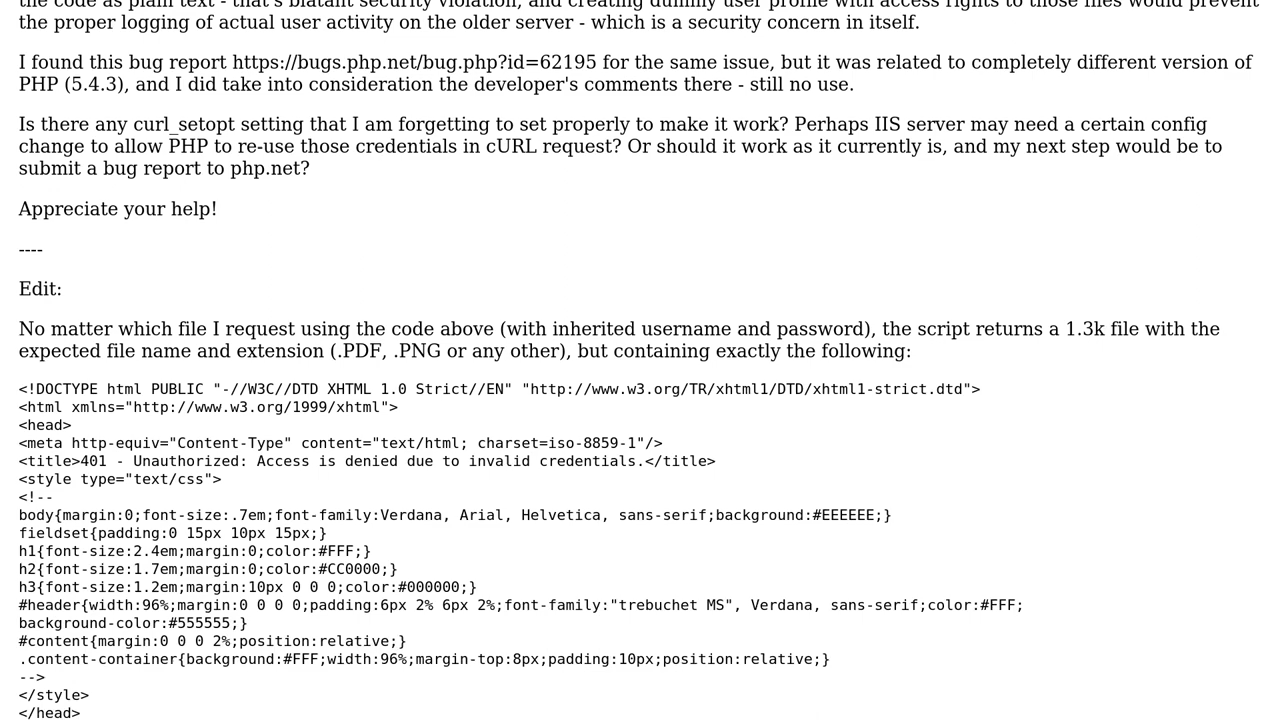 the code as plain text - that's blatant security violation, and creating dummy user profile with access rights to those files would prevent
the proper logging of actual user activity on the older server - which is a security concern in itself.
I found this bug report https://bugs.php.net/bug.php?id=62195 for the same issue, but it was related to completely different version of
PHP (5.4.3), and I did take into consideration the developer's comments there - still no use.
Is there any curl_setopt setting that I am forgetting to set properly to make it work? Perhaps IIS server may need a certain config
change to allow PHP to re-use those credentials in cURL request? Or should it work as it currently is, and my next step would be to
submit a bug report to php.net?
Appreciate your help!
----
Edit:
No matter which file I request using the code above (with inherited username and password), the script returns a 1.3k file with the
expected file name and extension (.PDF, .PNG or any other), but containing exactly the following:
<!DOCTYPE html PUBLIC "-//W3C//DTD XHTML 1.0 Strict//EN" "http://www.w3.org/TR/xhtml1/DTD/xhtml1-strict.dtd">
<html xmlns="http://www.w3.org/1999/xhtml">
<head>
<meta http-equiv="Content-Type" content="text/html; charset=iso-8859-1"/>
<title>401 - Unauthorized: Access is denied due to invalid credentials.</title>
<style type="text/css">
<!--
body{margin:0;font-size:.7em;font-family:Verdana, Arial, Helvetica, sans-serif;background:#EEEEEE;}
fieldset{padding:0 15px 10px 15px;}
h1{font-size:2.4em;margin:0;color:#FFF;}
h2{font-size:1.7em;margin:0;color:#CC0000;}
h3{font-size:1.2em;margin:10px 0 0 0;color:#000000;}
#header{width:96%;margin:0 0 0 0;padding:6px 2% 6px 2%;font-family:"trebuchet MS", Verdana, sans-serif;color:#FFF;
background-color:#555555;}
#content{margin:0 0 0 2%;position:relative;}
.content-container{background:#FFF;width:96%;margin-top:8px;padding:10px;position:relative;}
-->
</style>
</head>